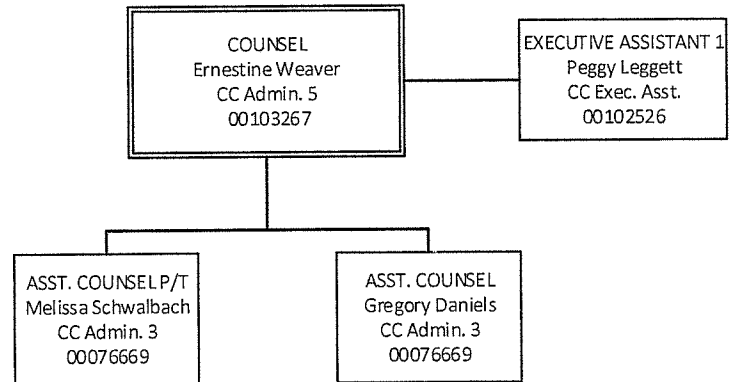 COUNSEL
Ernestine Weaver
CC Admin. 5
00103267
EXECUTIVE ASSISTANT 1
Peggy Leggett
CC Exec. Asst.
00102526
ASST. COUNSEL P/T
Melissa Schwalbach
CC Admin. 3
00076669
ASST. COUNSEL
Gregory Daniels
CC Admin. 3
00076669